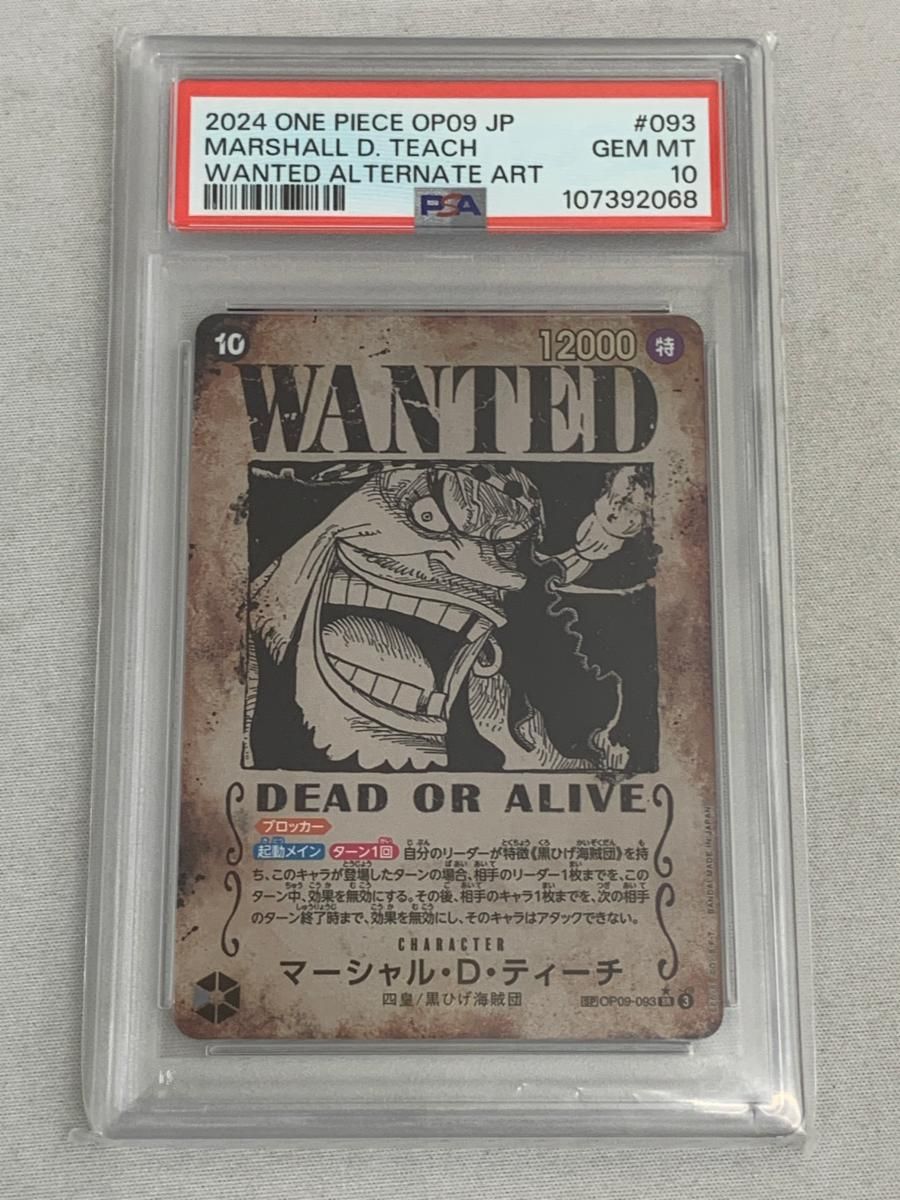 2024 ONE PIECE OP09 JP #093
MARSHALL D. TEACH GEM MT
WANTED ALTERNATE ART 10
PSA 107392068
10 12000 特
WANTED
DEAD OR ALIVE
ブロッカー
起動メイン ターン1回 自分のリーダーが特徴《黒ひげ海賊団》を持
ち、このキャラが登場したターンの場合、相手のリーダー1枚までを、この
ターン中、効果を無効にする。その後、相手のキャラ1枚までを、次の相手
のターン終了時まで、効果を無効にし、そのキャラはアタックできない。
CHARACTER
マーシャル・D・ティーチ
四皇/黒ひげ海賊団
SP OP09-093 SR 3
BANDAI MADE IN JAPAN